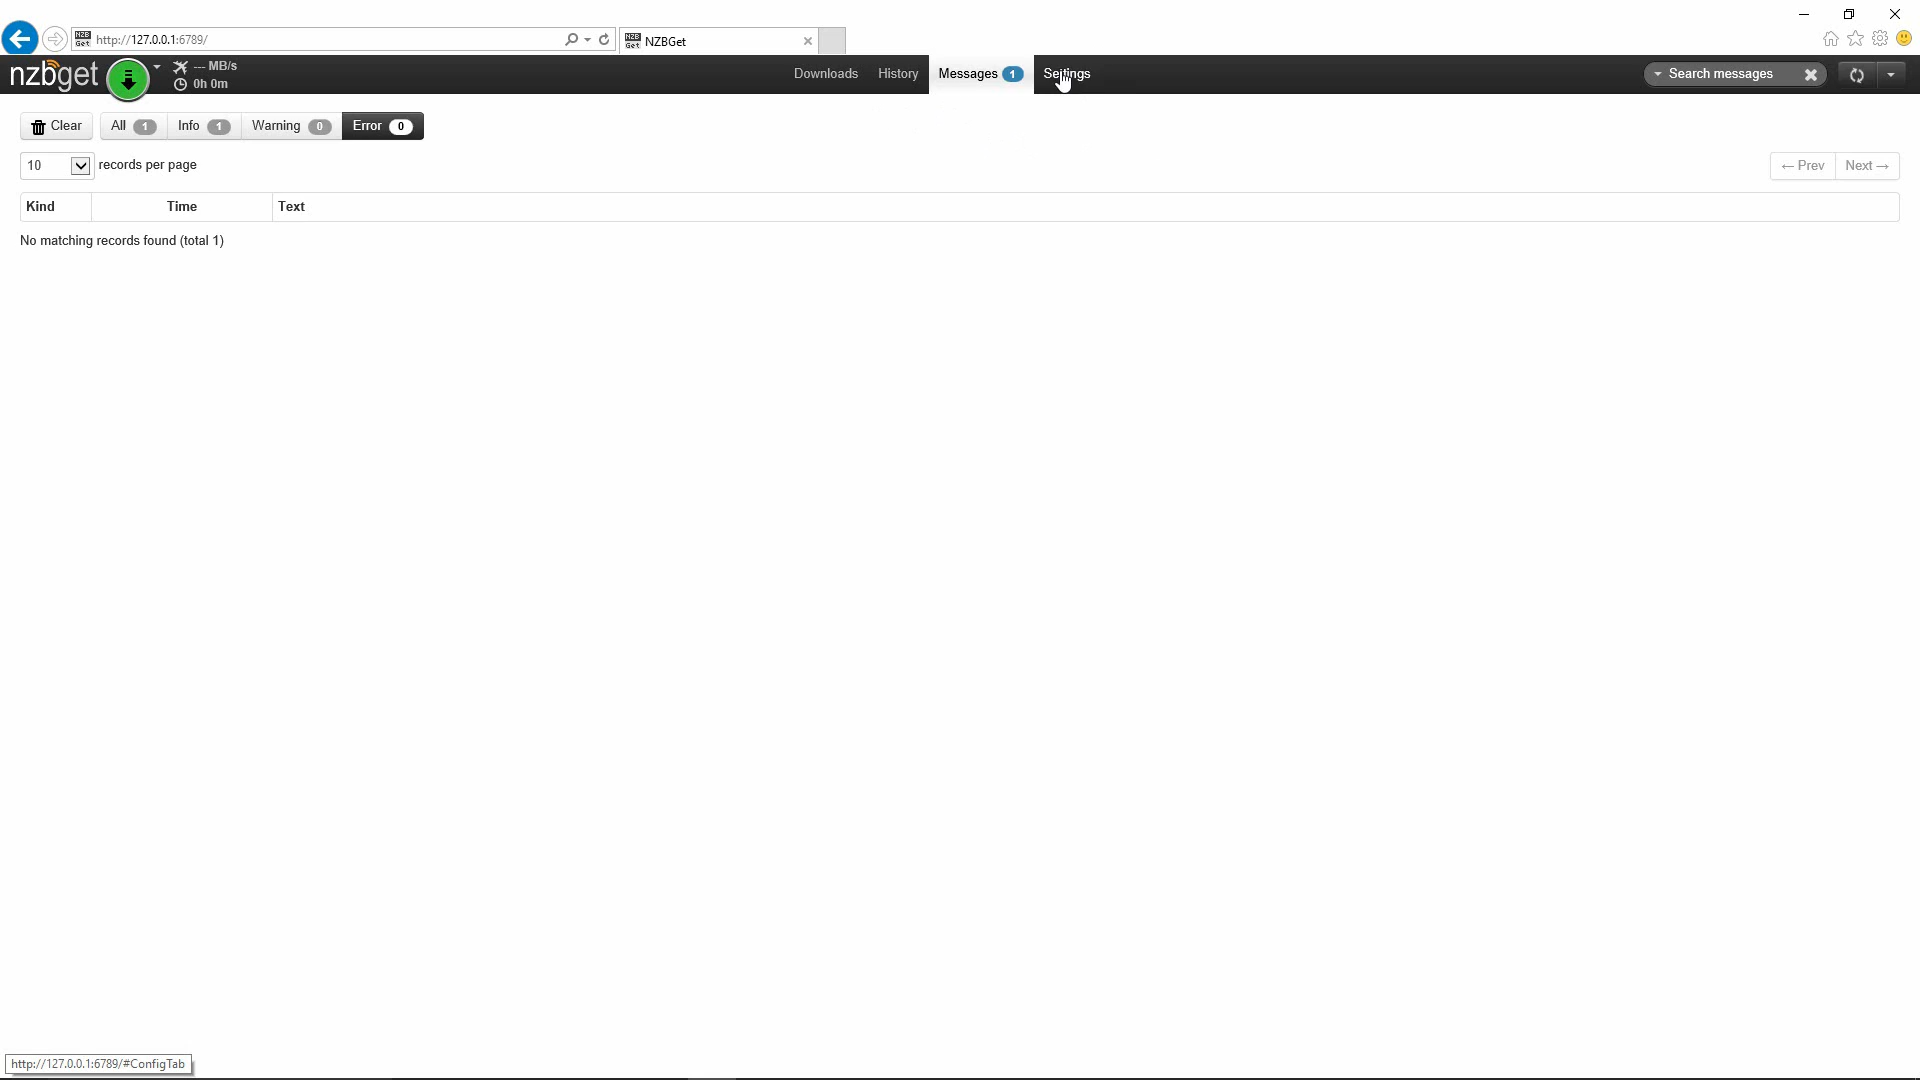 http://127.0.0.1:6789/
NZBGet
nzbget
--- MB/s
0h 0m
Downloads History Messages 1 Settings
Search messages
Clear All 1 Info 1 Warning 0 Error 0
10 records per page
← Prev Next →
Kind Time Text
No matching records found (total 1)
http://127.0.0.1:6789/#ConfigTab